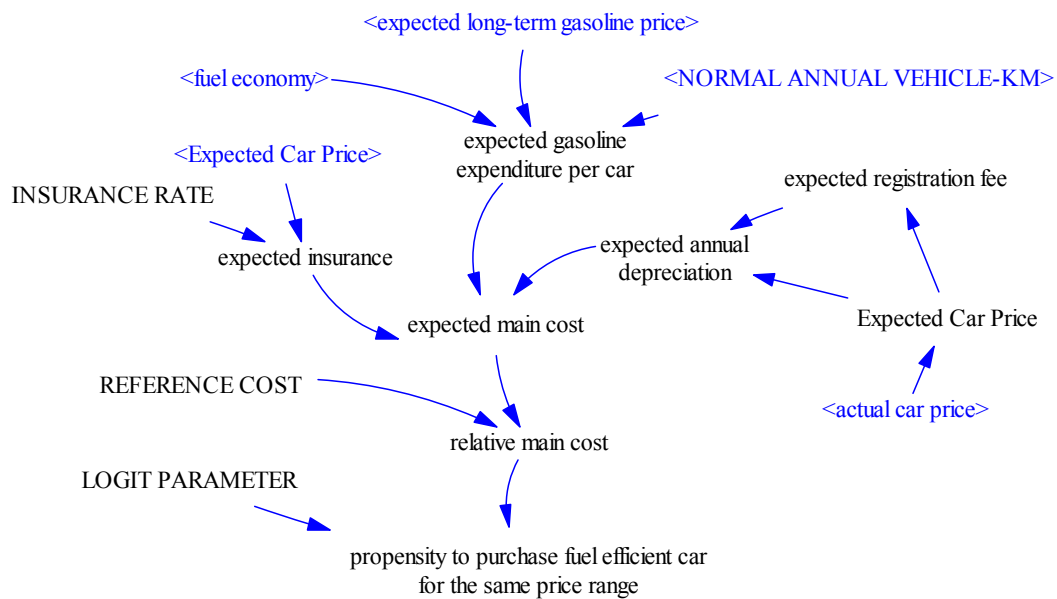 <expected long-term gasoline price>
<fuel economy>
<NORMAL ANNUAL VEHICLE-KM>
expected gasoline
expenditure per car
<Expected Car Price>
INSURANCE RATE
expected registration fee
expected insurance
expected annual
depreciation
expected main cost
Expected Car Price
REFERENCE COST
<actual car price>
relative main cost
LOGIT PARAMETER
propensity to purchase fuel efficient car
for the same price range